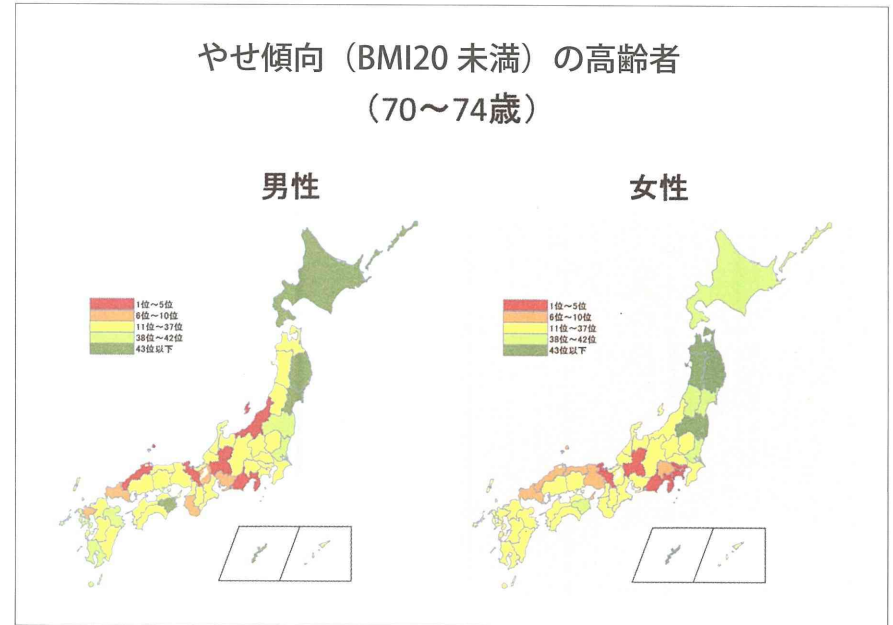 やせ傾向（BMI20 未満）の高齢者
（70～74歳）
男性
女性
1位～5位
6位～10位
11位～37位
38位～42位
43位以下
1位～5位
6位～10位
11位～37位
38位～42位
43位以下